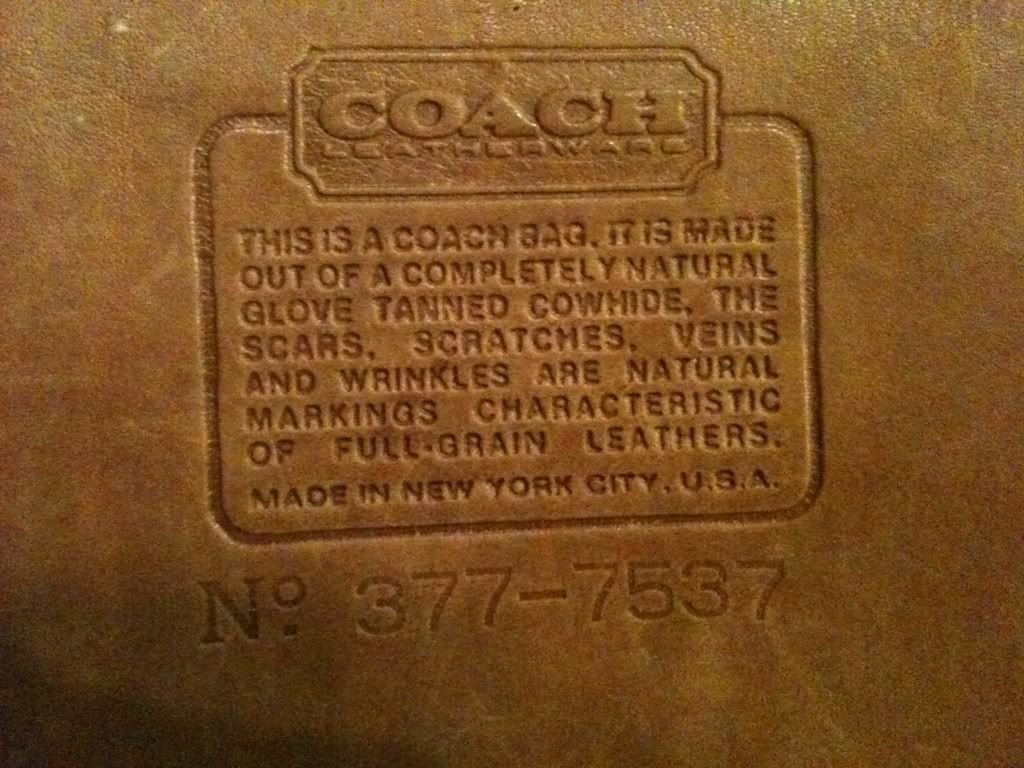 COACH
LEATHERWARE
THIS IS A COACH BAG. IT IS MADE
OUT OF A COMPLETELY NATURAL
GLOVE TANNED COWHIDE, THE
SCARS, SCRATCHES, VEINS
AND WRINKLES ARE NATURAL
MARKINGS CHARACTERISTIC
OF FULL-GRAIN LEATHERS.
MADE IN NEW YORK CITY, U.S.A.
Nº. 377-7537